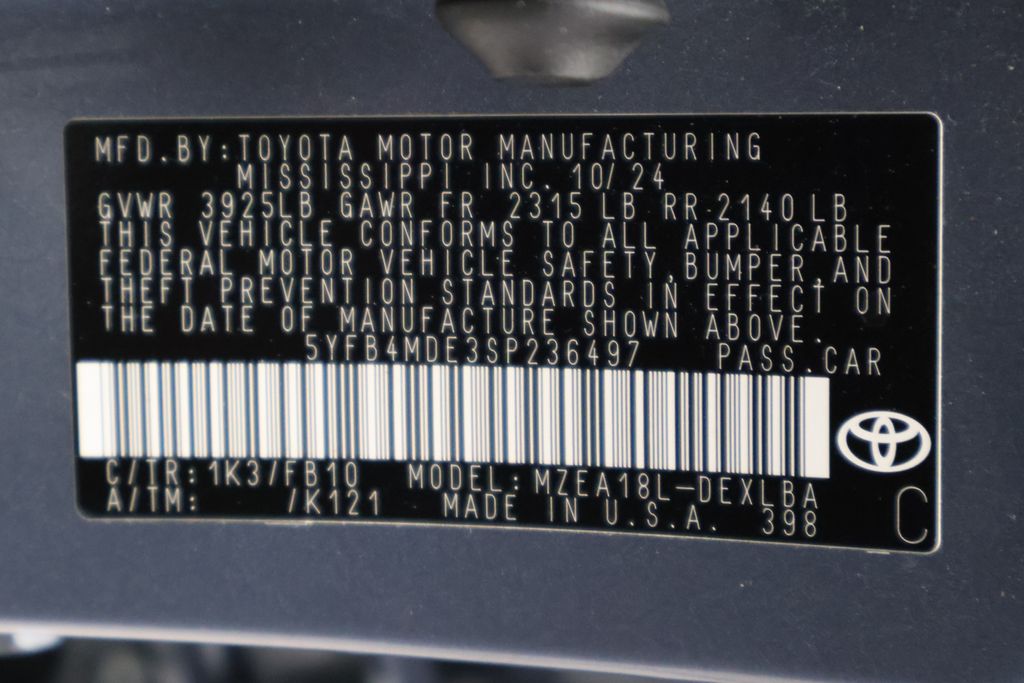 MFD.BY:TOYOTA MOTOR MANUFACTURING
MISSISSIPPI INC. 10/24
GVWR 3925LB GAWR FR 2315 LB RR 2140 LB
THIS VEHICLE CONFORMS TO ALL APPLICABLE
FEDERAL MOTOR VEHICLE SAFETY,BUMPER,AND
THEFT PREVENTION STANDARDS IN EFFECT ON
THE DATE OF MANUFACTURE SHOWN ABOVE.
5YFB4MDE3SP236497 PASS.CAR
C/TR:1K3/FB10 MODEL:MZEA18L-DEXLBA
A/TM: /K121 MADE IN U.S.A. 398
C